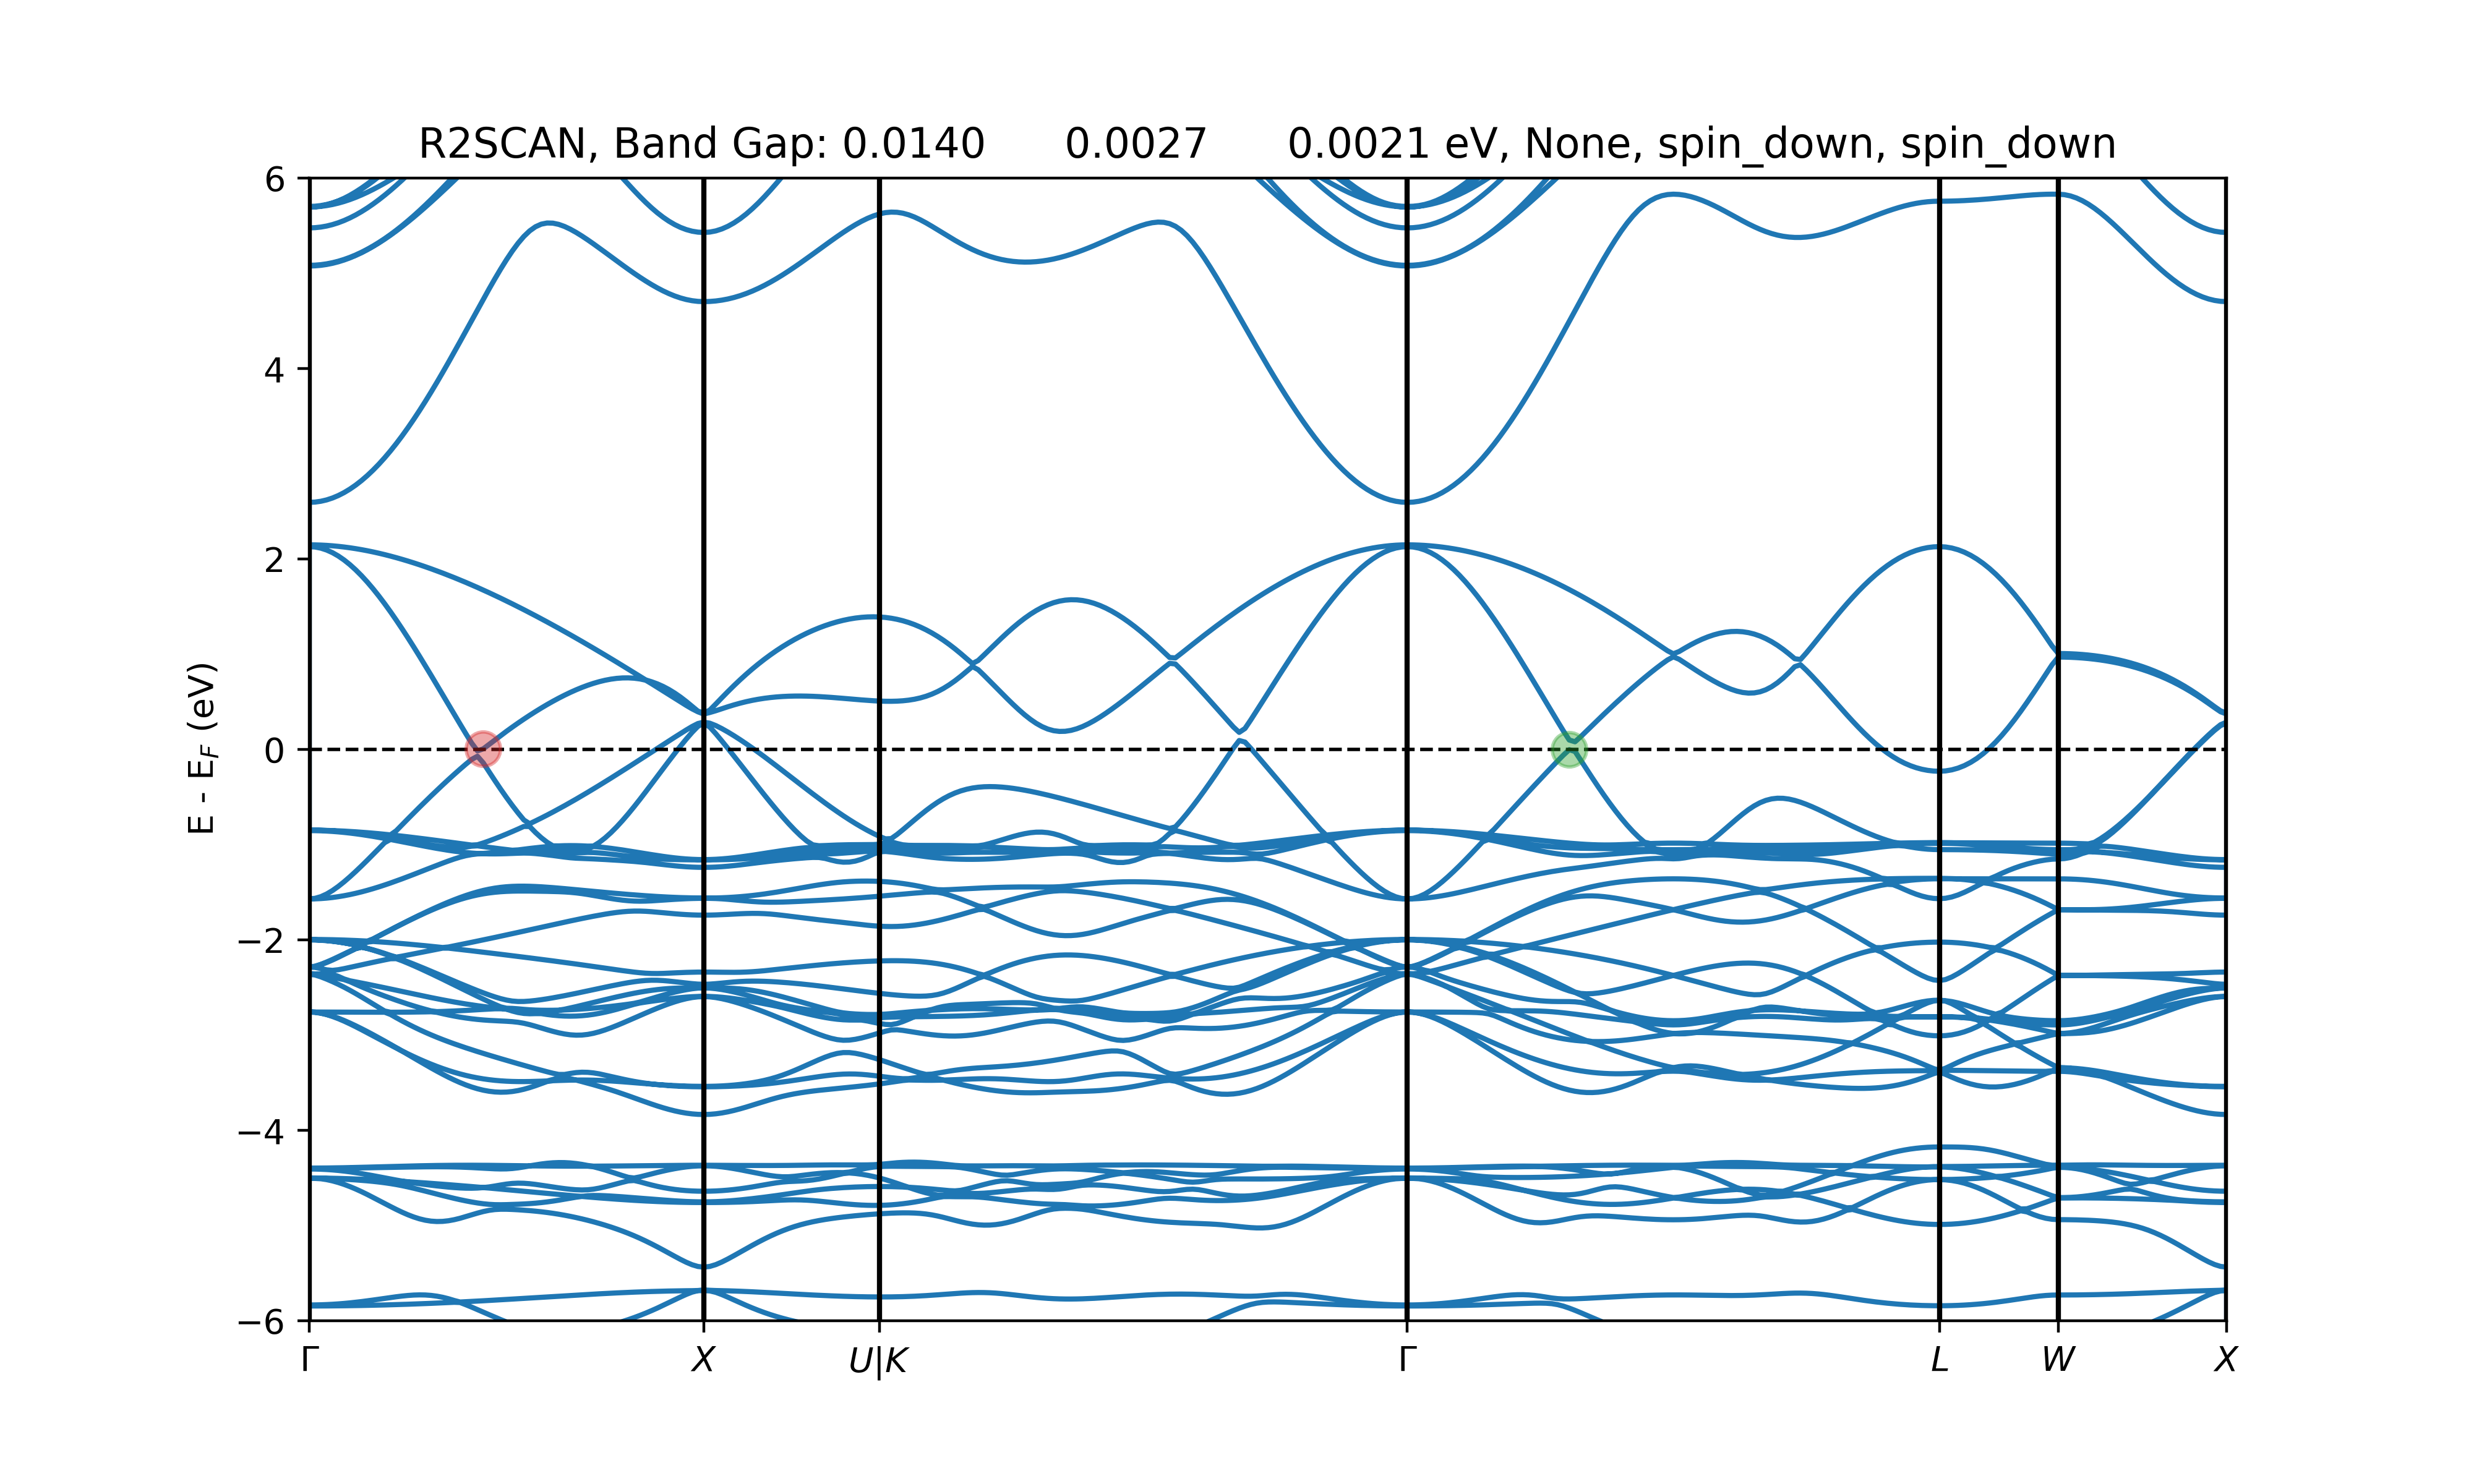 R2SCAN, Band Gap: 0.0140 0.0027 0.0021 eV, None, spin_down, spin_down
6
4
2
0
−2
−4
−6
E - E_F (eV)
Γ X U|K Γ L W X